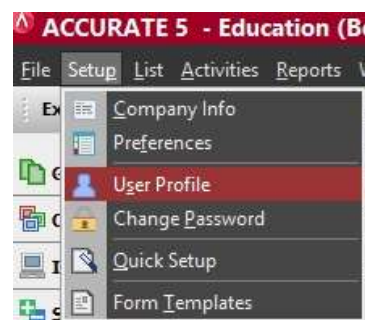 ACCURATE 5 - Education (B
File Setup List Activities Reports
Ex
Company Info
Preferences
User Profile
Change Password
Quick Setup
Form Templates